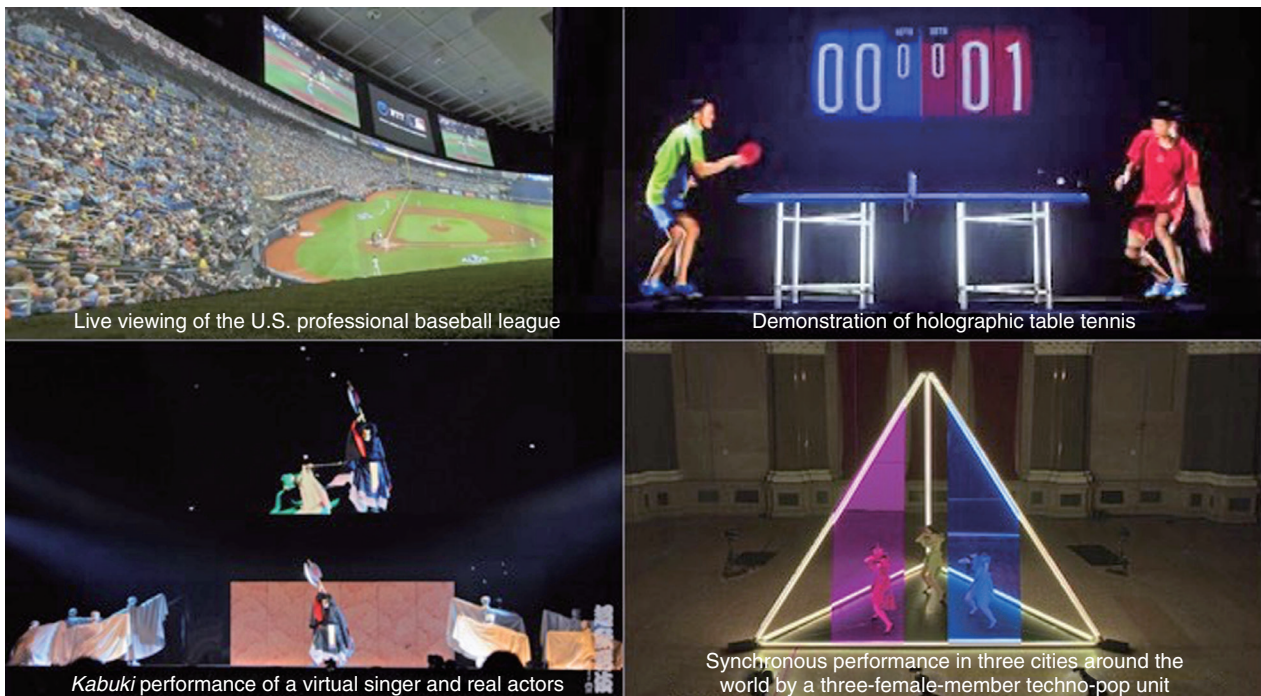 NTT
Live viewing of the U.S. professional baseball league
00 0 0 01
Demonstration of holographic table tennis
Kabuki performance of a virtual singer and real actors
Synchronous performance in three cities around the
world by a three-female-member techno-pop unit